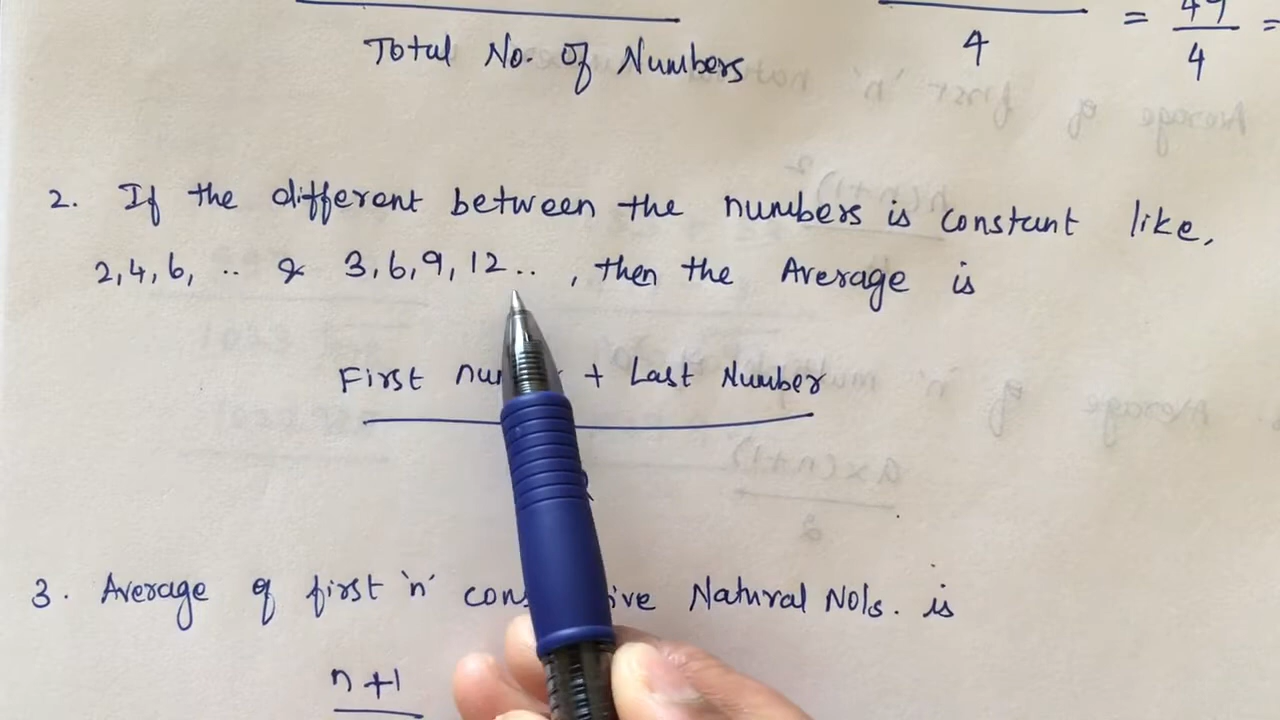 Total No. Of Numbers
4
= 49
4
=
2. If the different between the numbers is constant like,
2,4,6, .. & 3,6,9,12.. , then the Average is
First + Last Number
3. Average of first 'n' Natural Nols. is
n+1